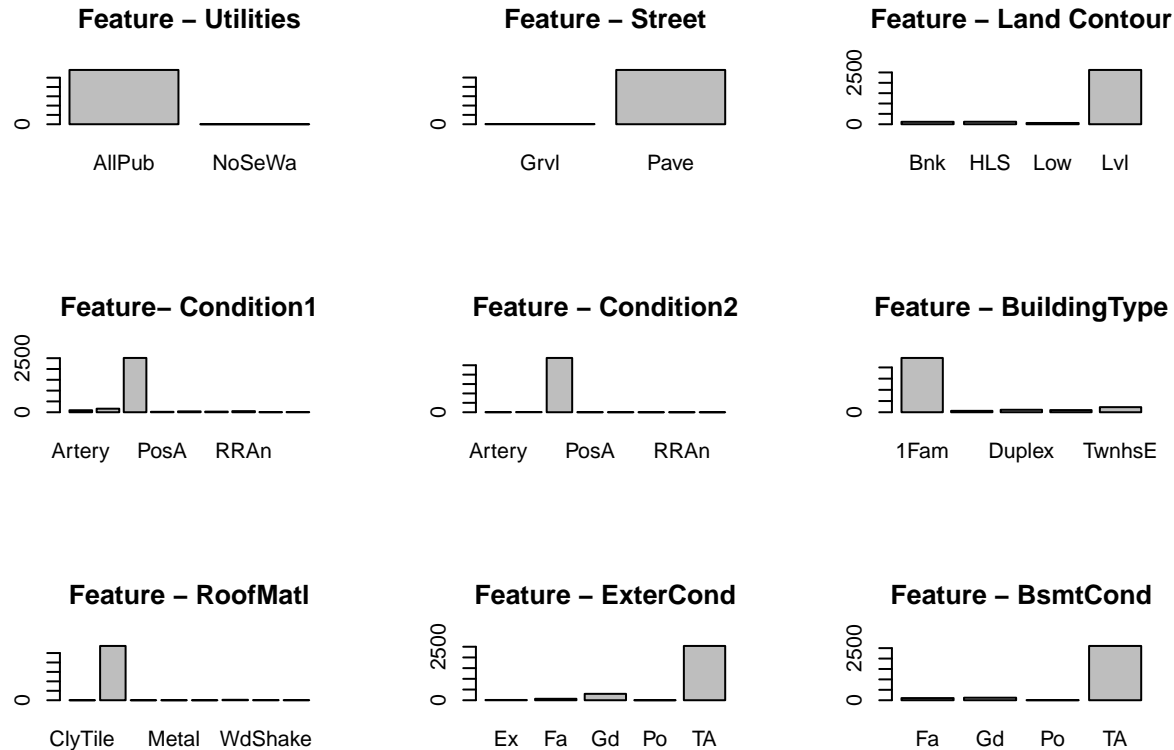 Feature – Utilities
0
AllPub NoSeWa
Feature – Street
0
Grvl Pave
Feature – Land Contour
0 2500
Bnk HLS Low Lvl
Feature– Condition1
0 2500
Artery PosA RRAn
Feature – Condition2
0
Artery PosA RRAn
Feature – BuildingType
0
1Fam Duplex TwnhsE
Feature – RoofMatl
0
ClyTile Metal WdShake
Feature – ExterCond
0 2500
Ex Fa Gd Po TA
Feature – BsmtCond
0 2500
Fa Gd Po TA